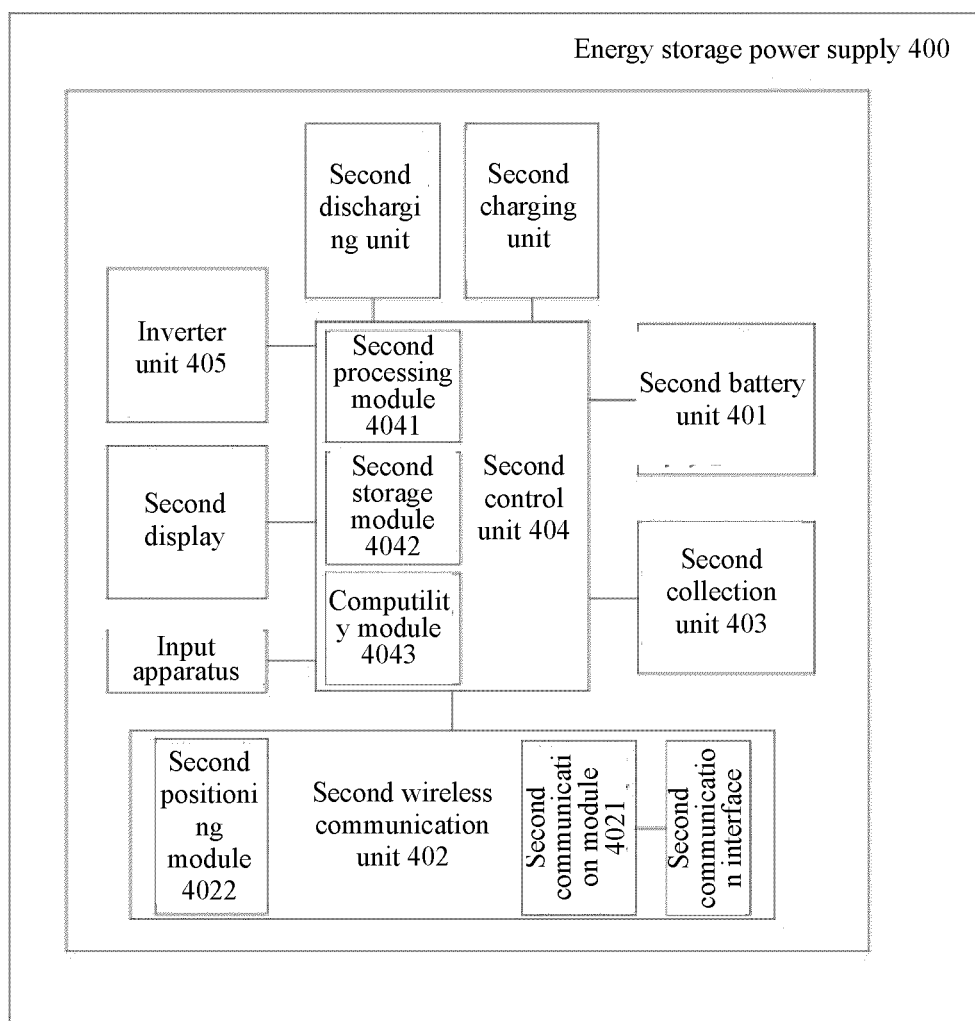 Energy storage power supply 400
Second
dischargi
ng unit
Second
charging
unit
Inverter
unit 405
Second
processing
module
4041
Second battery
unit 401
Second
display
Second
storage
module
4042
Second
control
unit 404
Second
collection
unit 403
Input
apparatus
Computilit
y module
4043
Second
positioni
ng
module
4022
Second wireless
communication
unit 402
Second
communicati
on module
4021
Second
communicatio
n interface